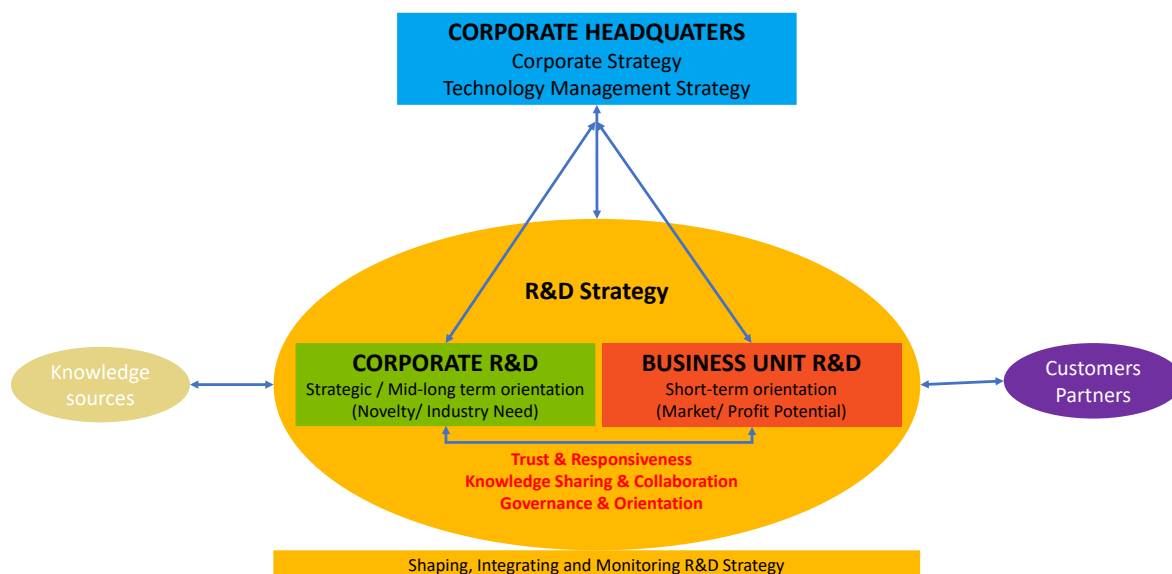 CORPORATE HEADQUATERS
Corporate Strategy
Technology Management Strategy
R&D Strategy
Knowledge
sources
CORPORATE R&D
Strategic / Mid-long term orientation
(Novelty/ Industry Need)
BUSINESS UNIT R&D
Short-term orientation
(Market/ Profit Potential)
Customers
Partners
Trust & Responsiveness
Knowledge Sharing & Collaboration
Governance & Orientation
Shaping, Integrating and Monitoring R&D Strategy